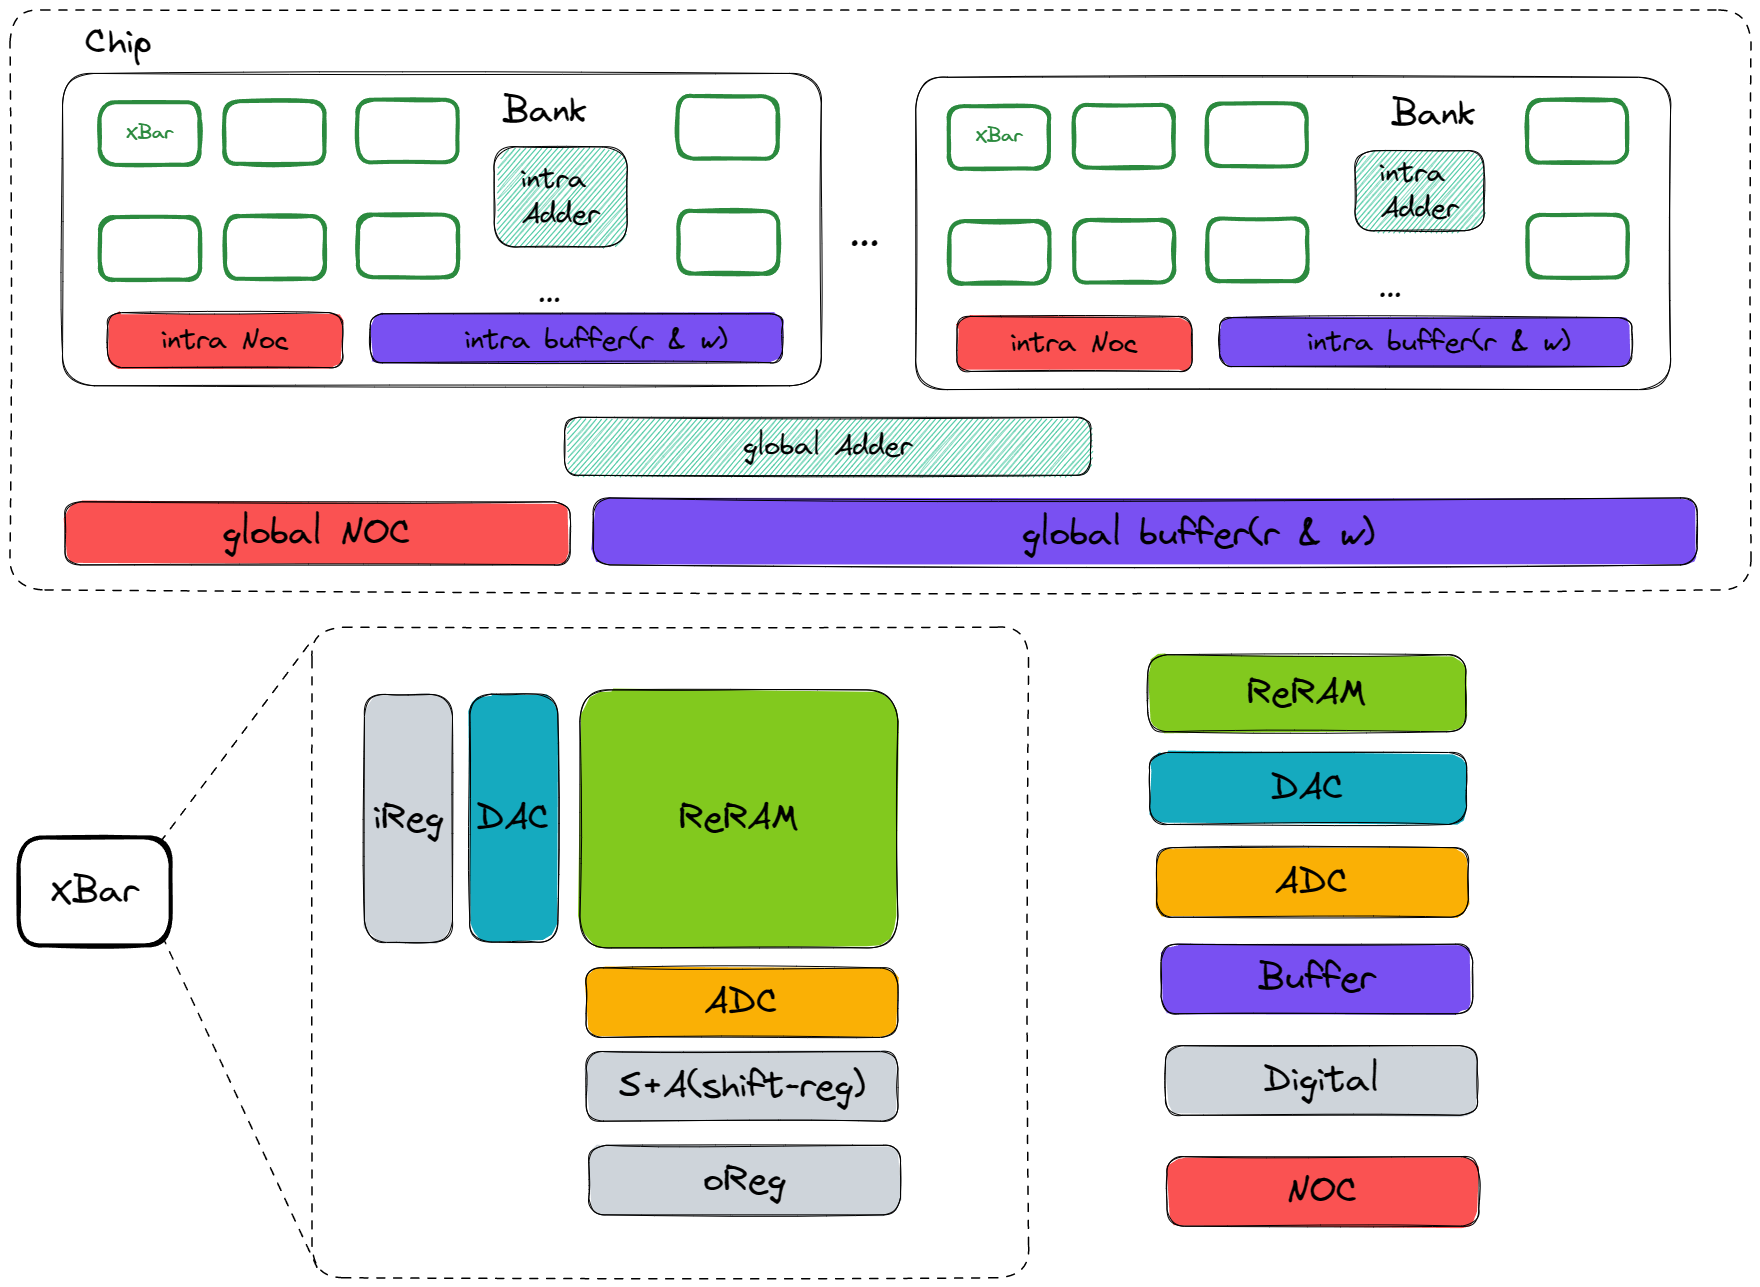 Chip
Bank
xBar
intra
Adder
...
intra Noc
intra buffer(r & w)
...
Bank
xBar
intra
Adder
...
intra Noc
intra buffer(r & w)
global Adder
global NOC
global buffer(r & w)
xBar
iReg
DAC
ReRAM
ADC
S+A(shift-reg)
oReg
ReRAM
DAC
ADC
Buffer
Digital
NOC